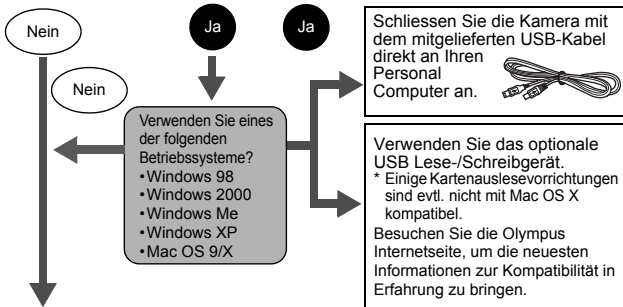 Nein
Ja
Ja
Nein
Verwenden Sie eines
der folgenden
Betriebssysteme?
•Windows 98
•Windows 2000
•Windows Me
•Windows XP
•Mac OS 9/X
Schliessen Sie die Kamera mit
dem mitgelieferten USB-Kabel
direkt an Ihren
Personal
Computer an.
Verwenden Sie das optionale
USB Lese-/Schreibgerät.
* Einige Kartenauslesevorrichtungen
sind evtl. nicht mit Mac OS X
kompatibel.
Besuchen Sie die Olympus
Internetseite, um die neuesten
Informationen zur Kompatibilität in
Erfahrung zu bringen.